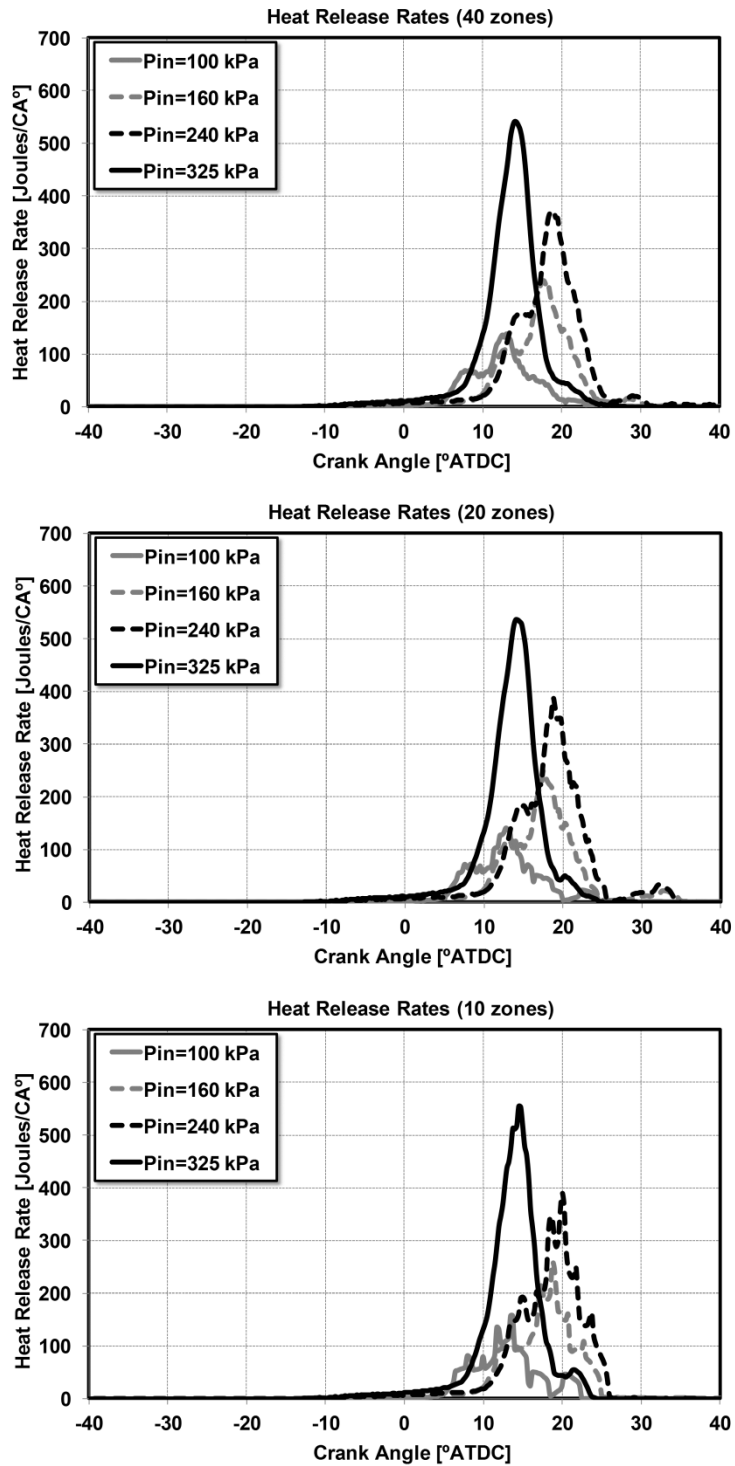 Heat Release Rates (40 zones)
Heat Release Rate [Joules/CAº]
700
600
500
400
300
200
100
0
Pin=100 kPa
Pin=160 kPa
Pin=240 kPa
Pin=325 kPa
-40 -30 -20 -10 0 10 20 30 40
Crank Angle [ºATDC]
Heat Release Rates (20 zones)
Heat Release Rate [Joules/CAº]
700
600
500
400
300
200
100
0
Pin=100 kPa
Pin=160 kPa
Pin=240 kPa
Pin=325 kPa
-40 -30 -20 -10 0 10 20 30 40
Crank Angle [ºATDC]
Heat Release Rates (10 zones)
Heat Release Rate [Joules/CAº]
700
600
500
400
300
200
100
0
Pin=100 kPa
Pin=160 kPa
Pin=240 kPa
Pin=325 kPa
-40 -30 -20 -10 0 10 20 30 40
Crank Angle [ºATDC]